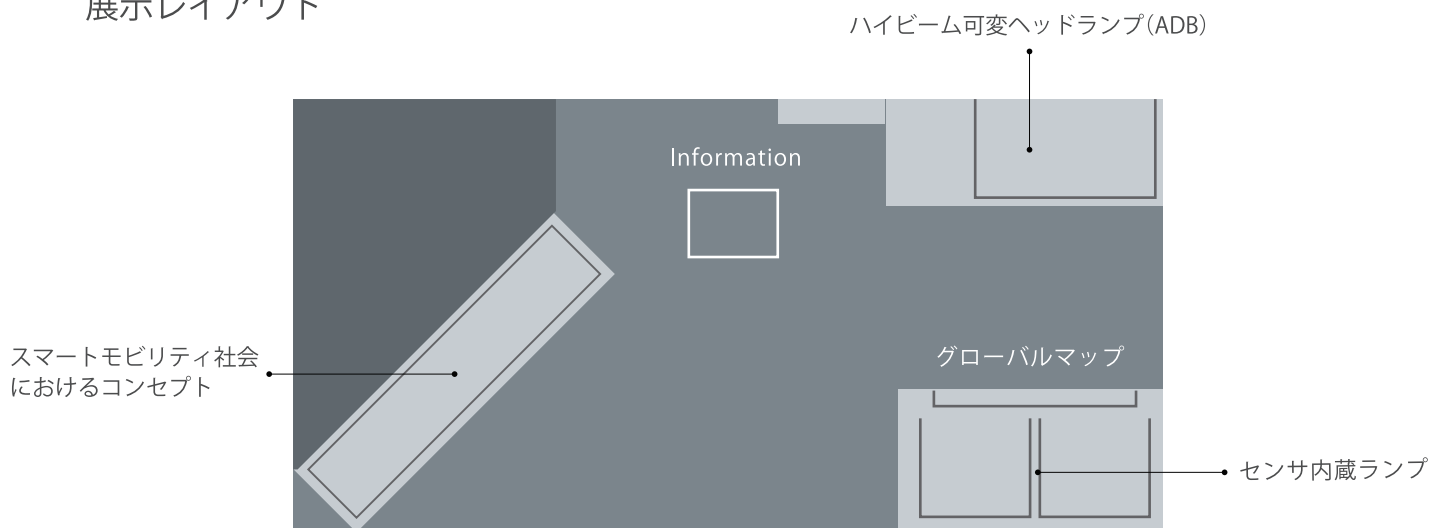 展示レイアウト
ハイビーム可変ヘッドランプ(ADB)
Information
スマートモビリティ社会
におけるコンセプト
グローバルマップ
センサ内蔵ランプ